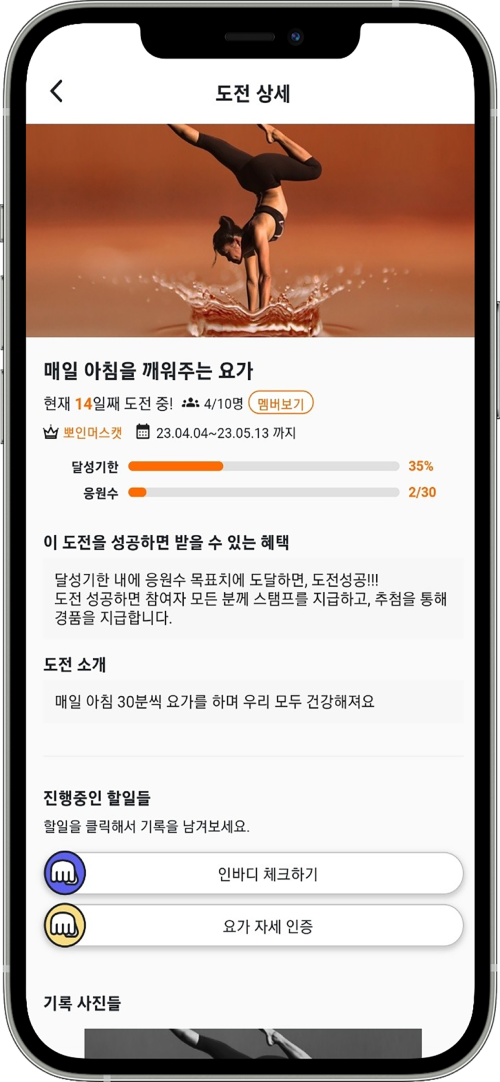 도전 상세
매일 아침을 깨워주는 요가
현재 14일째 도전 중! 4/10명 멤버보기
뽀인머스캣 23.04.04~23.05.13 까지
달성기한 35%
응원수 2/30
이 도전을 성공하면 받을 수 있는 혜택
달성기한 내에 응원수 목표치에 도달하면, 도전성공!!!
도전 성공하면 참여자 모든 분께 스탬프를 지급하고, 추첨을 통해
경품을 지급합니다.
도전 소개
매일 아침 30분씩 요가를 하며 우리 모두 건강해져요
진행중인 할일들
할일을 클릭해서 기록을 남겨보세요.
인바디 체크하기
요가 자세 인증
기록 사진들